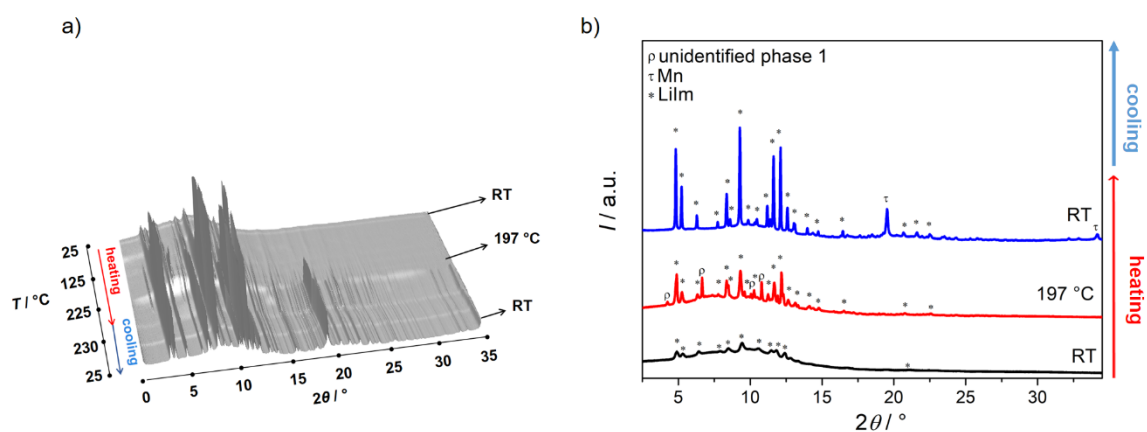 a)
RT
197 °C
RT
T / °C
25
125
225
230
25
heating
cooling
0
5
10
15
20
25
30
35
2θ / °
b)
ρ unidentified phase 1
τ Mn
* LiIm
I / a.u.
* * * * * * * * * * * * * * * * * τ * * * τ
RT
ρ * * * ρ * * * * * ρ * ρ * * * * * * * * * *
197 °C
* * * * * * * * * * *
RT
5
10
15
20
25
30
2θ / °
cooling
heating